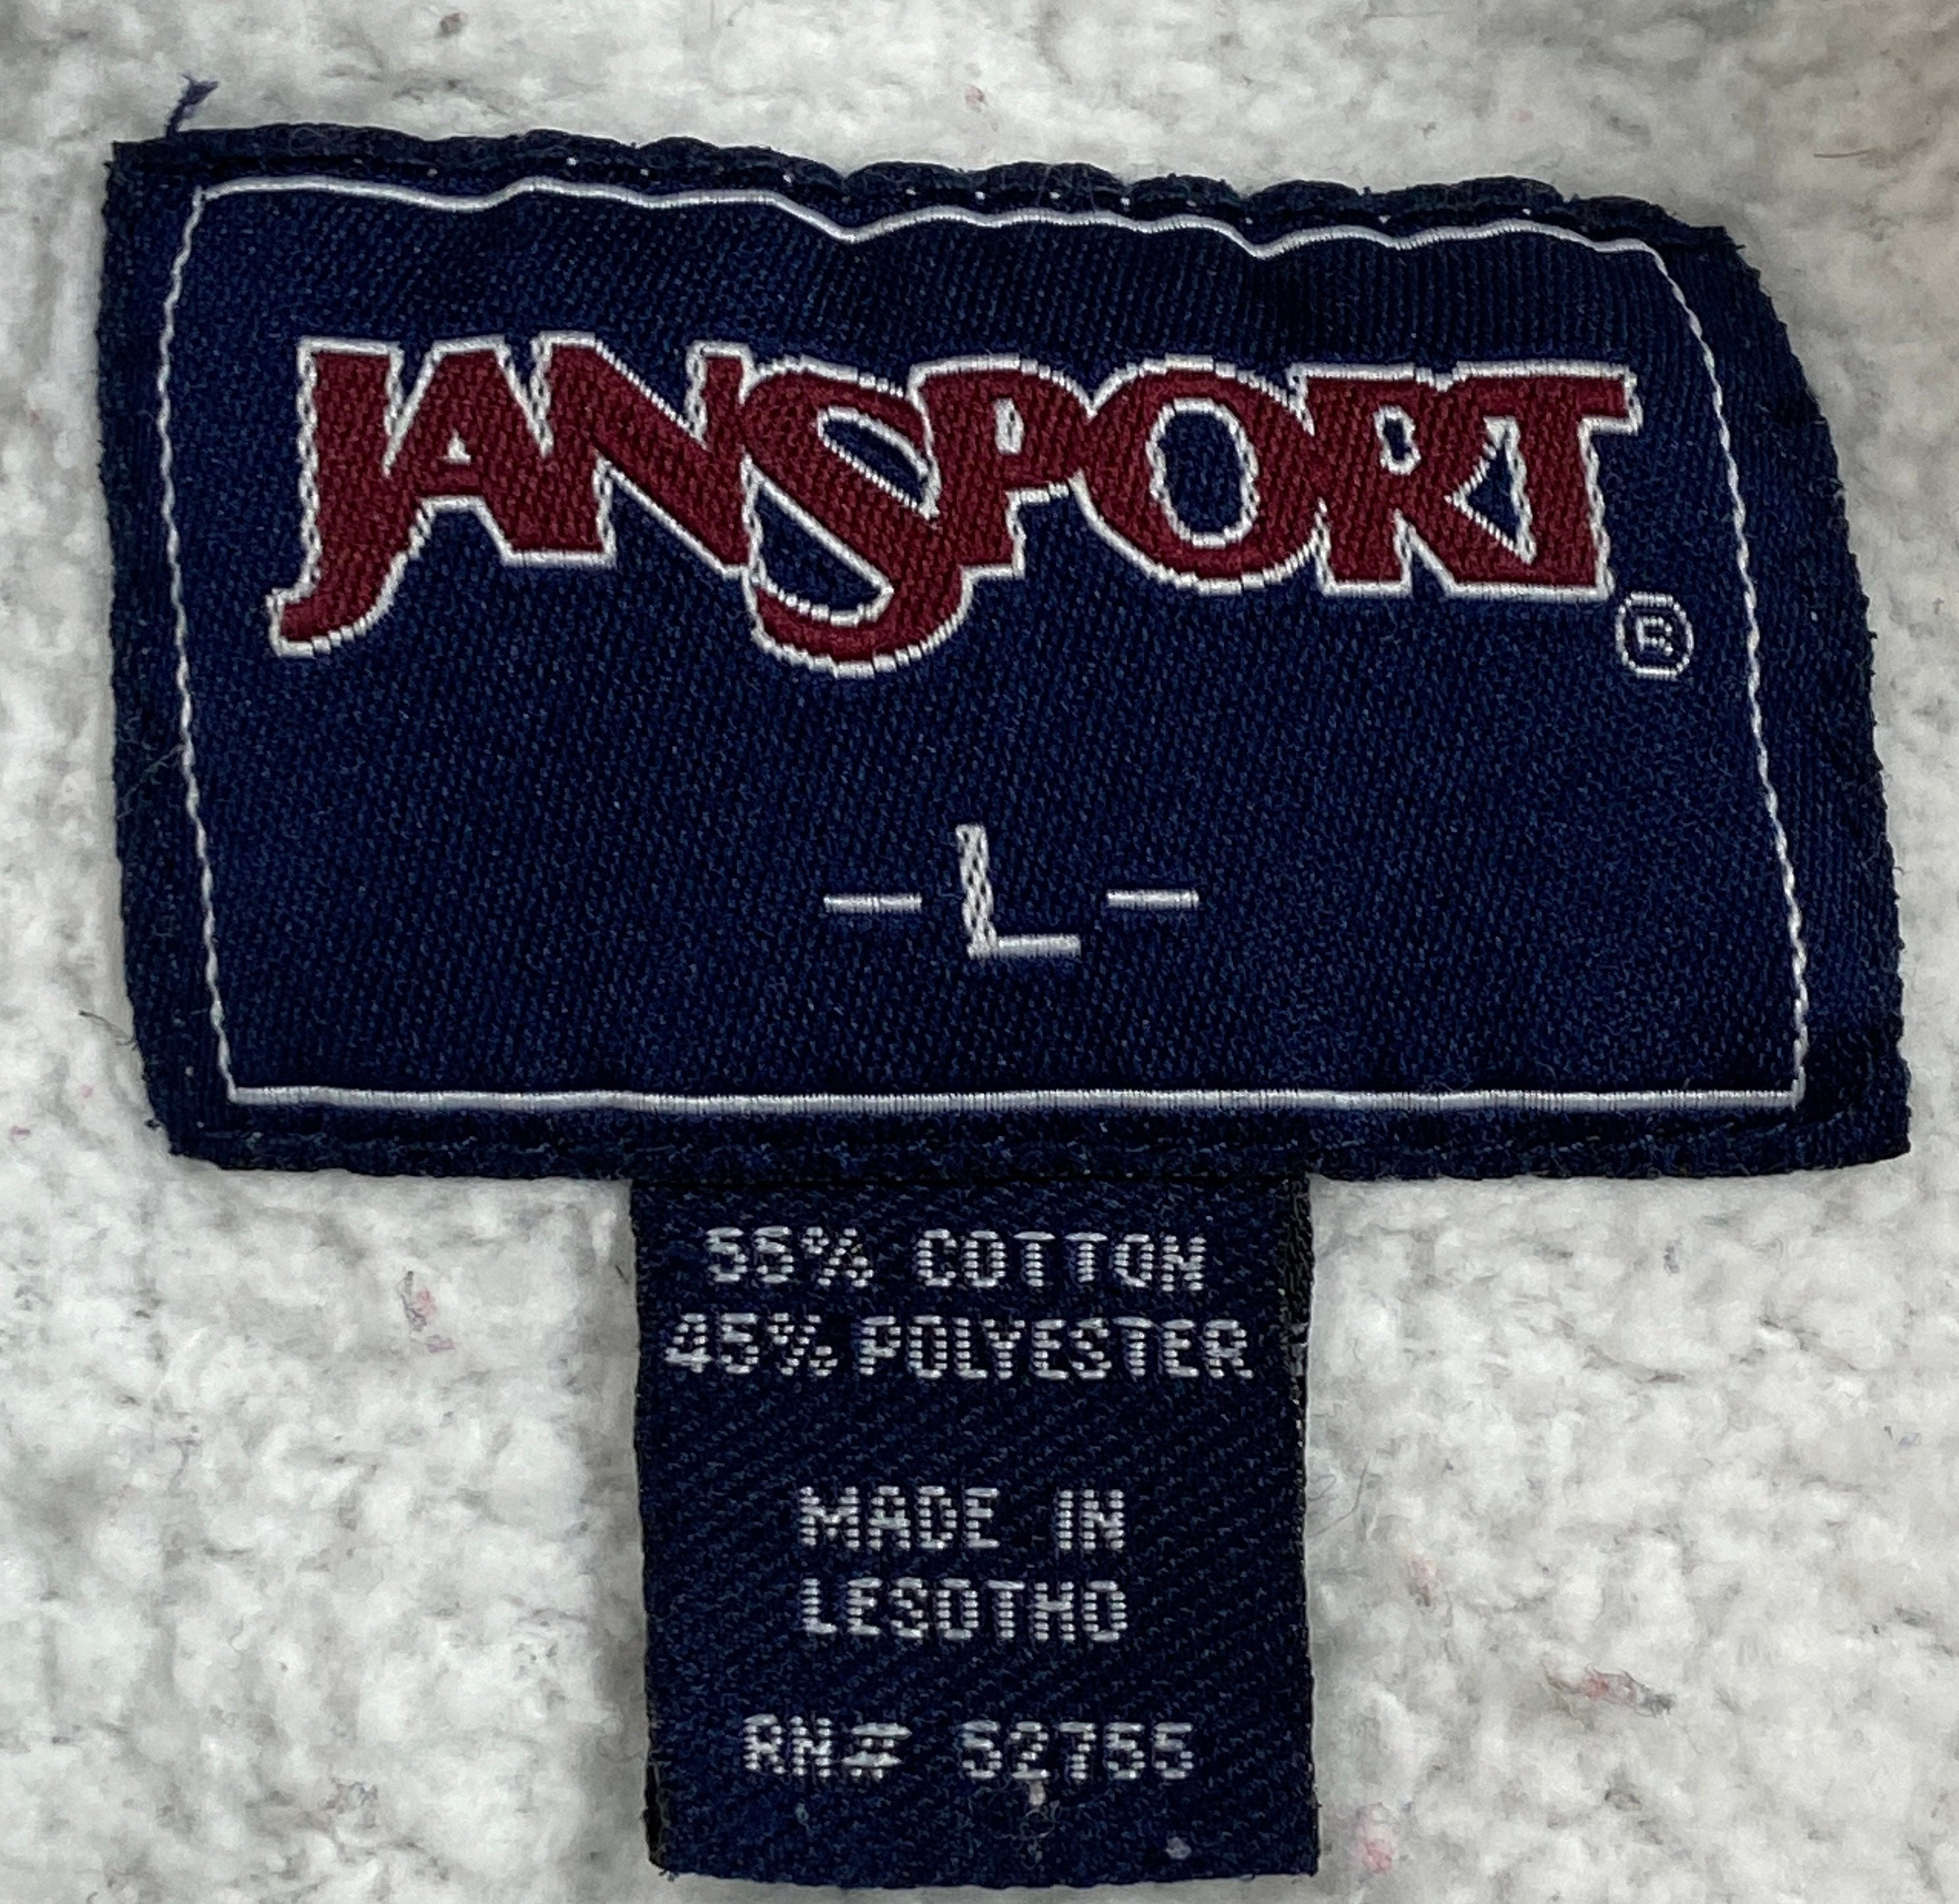 JANSPORT®
-L-
55% COTTON
45% POLYESTER
MADE IN
LESOTHO
RN# 52755